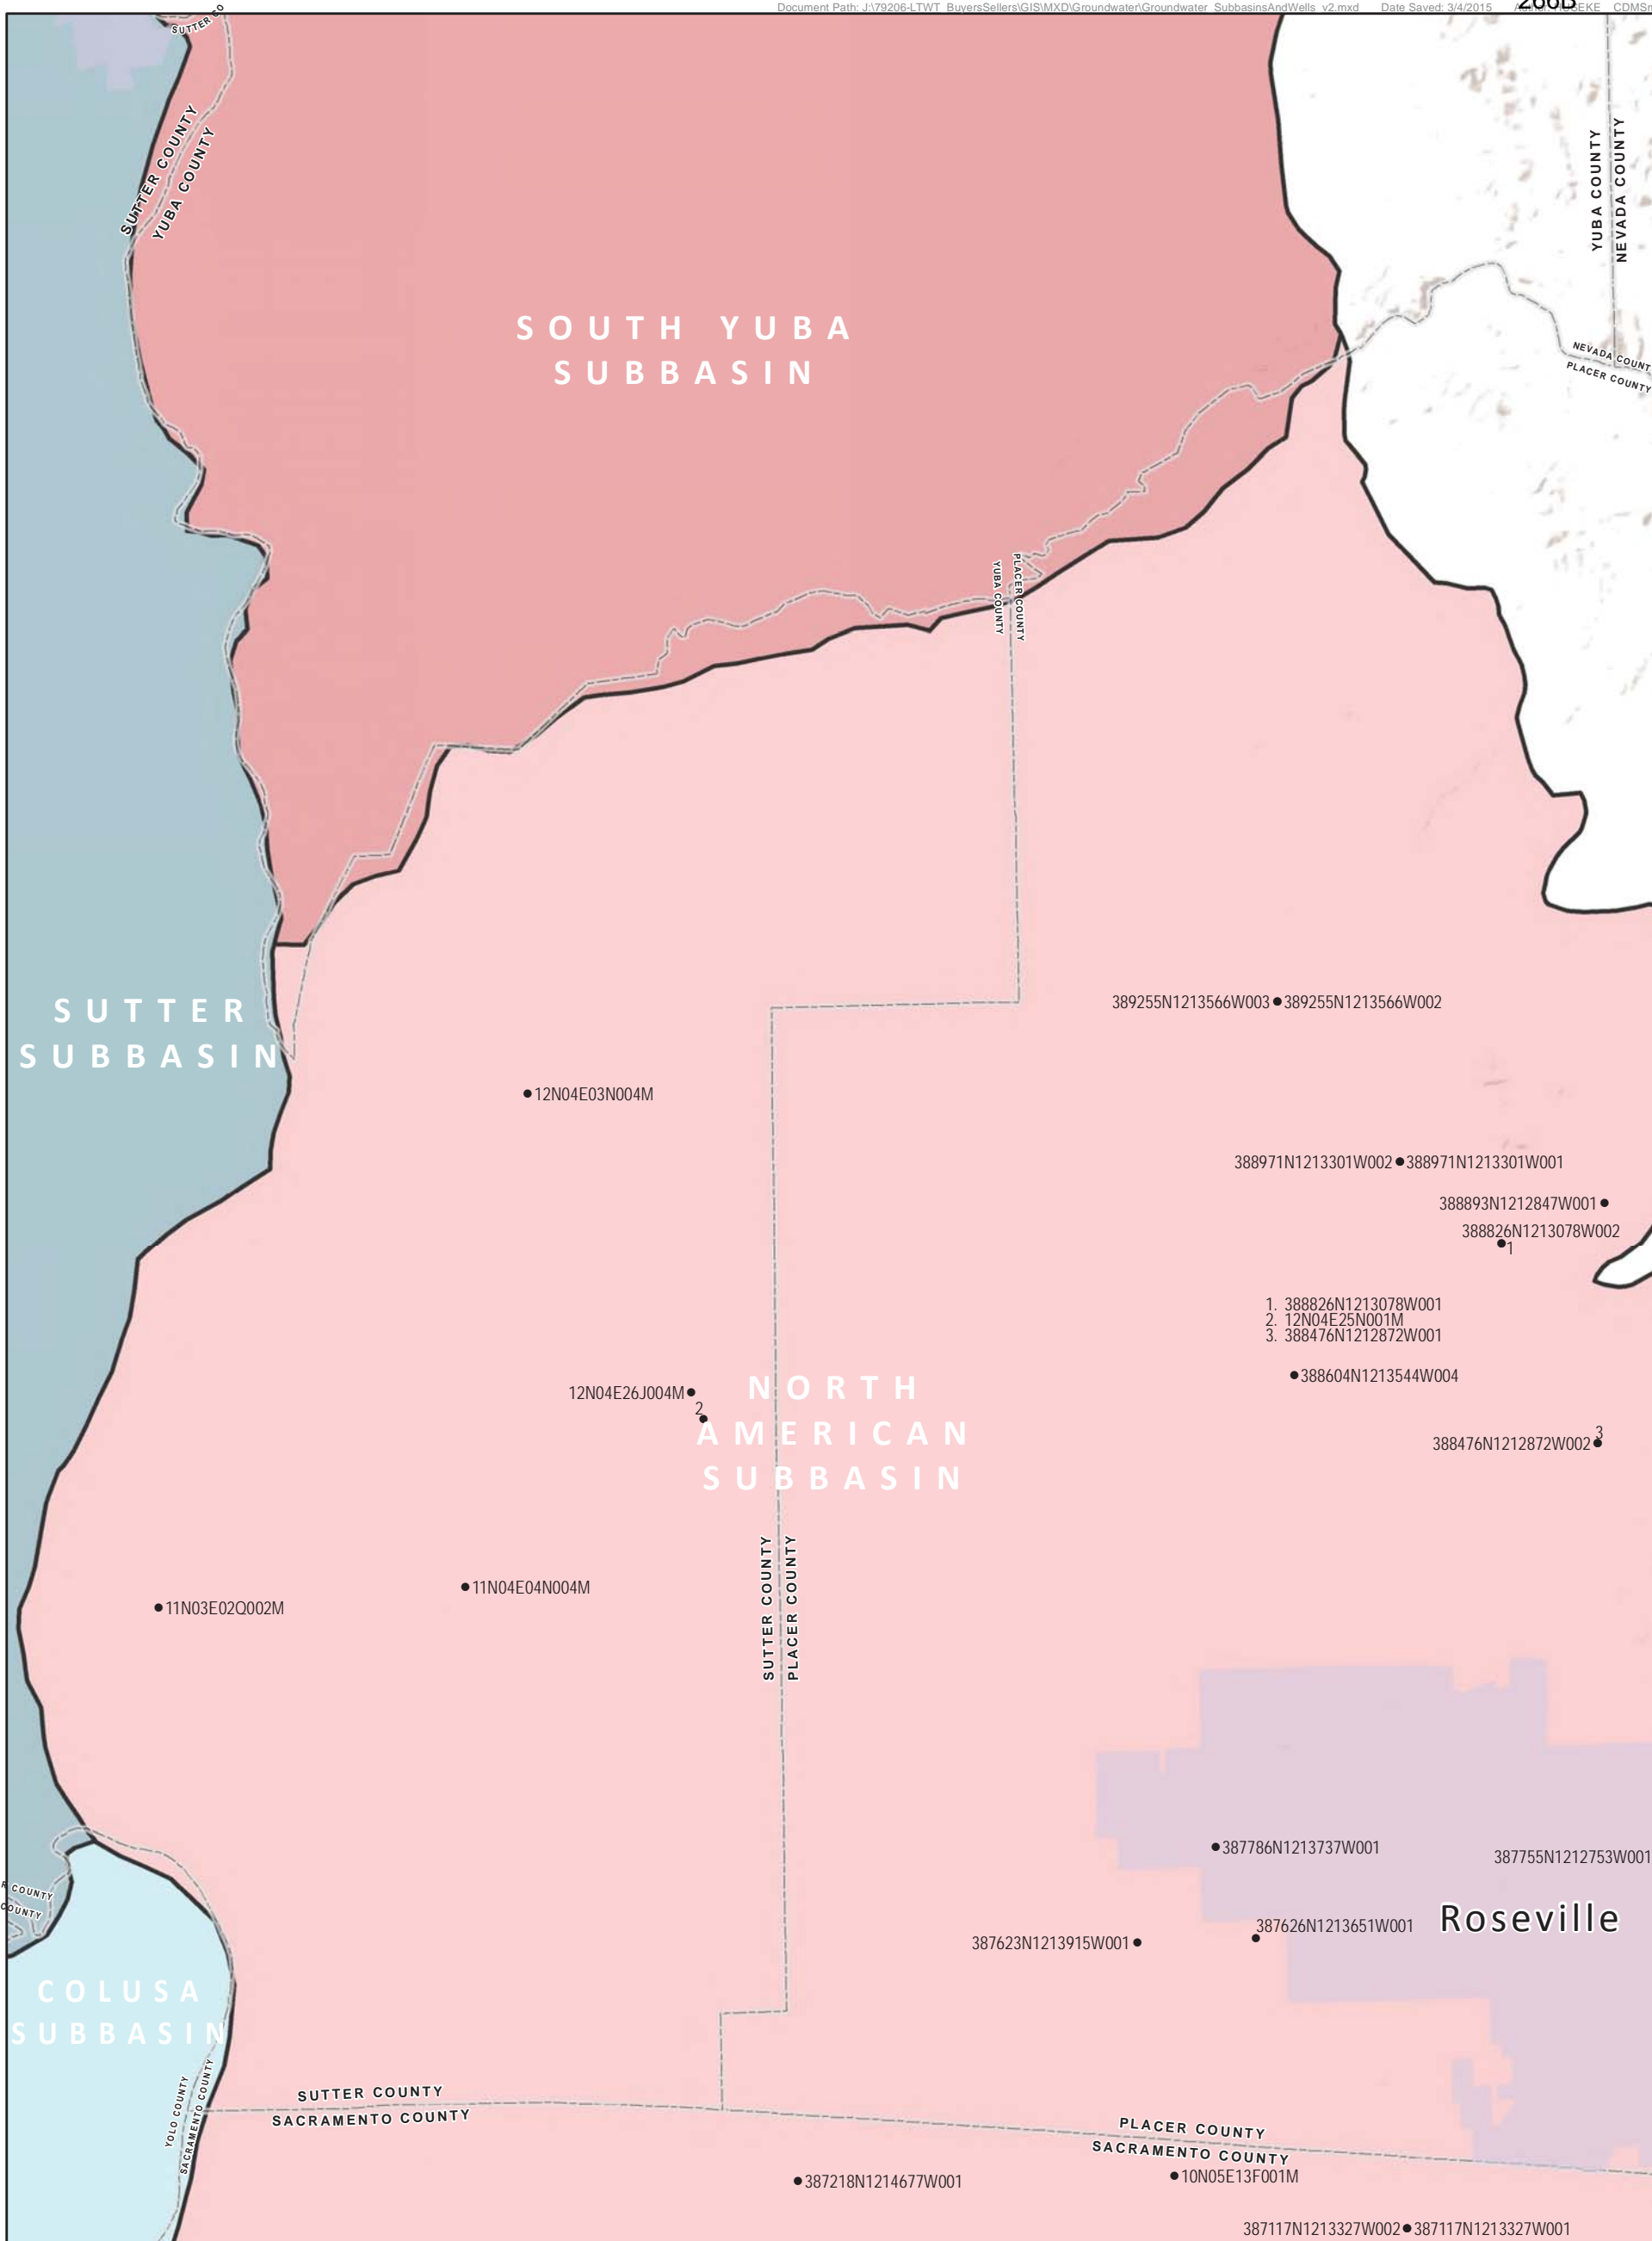 Document Path: J:\79206-LTWT_BuyersSellers\GIS\MXD\Groundwater\Groundwater_SubbasinsAndWells_v2.mxd Date Saved: 3/4/2015
SUTTER CO
SUTTER COUNTY
YUBA COUNTY
YUBA COUNTY
NEVADA COUNTY
SOUTH YUBA
SUBBASIN
NEVADA COUNT
PLACER COUNTY
YUBA COUNTY
PLACER COUNTY
SUTTER
SUBBASIN
389255N1213566W003 389255N1213566W002
12N04E03N004M
388971N1213301W002 388971N1213301W001
388893N1212847W001
388826N1213078W002
1
1. 388826N1213078W001
2. 12N04E25N001M
3. 388476N1212872W001
388604N1213544W004
12N04E26J004M
2
NORTH
AMERICAN
SUBBASIN
3
388476N1212872W002
SUTTER COUNTY
PLACER COUNTY
11N04E04N004M
11N03E02Q002M
387786N1213737W001
387755N1212753W001
R COUNTY
COUNTY
Roseville
387626N1213651W001
387623N1213915W001
COLUSA
SUBBASIN
YOLO COUNTY
SACRAMENTO COUNTY
SUTTER COUNTY
SACRAMENTO COUNTY
PLACER COUNTY
SACRAMENTO COUNTY
387218N1214677W001
10N05E13F001M
387117N1213327W002 387117N1213327W001